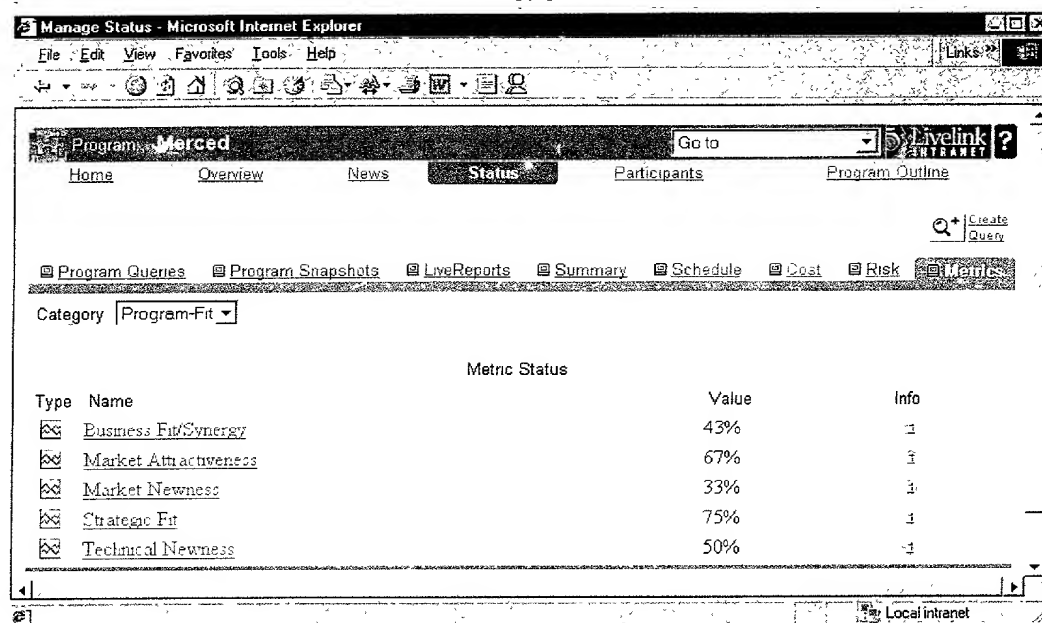 Manage Status - Microsoft Internet Explorer
File Edit View Favorites Tools Help Links »
Program: Merced Go to Livelink INTRANET ?
Home Overview News Status Participants Program Outline
Create
Query
Program Queries Program Snapshots LiveReports Summary Schedule Cost Risk Metrics
Category Program-Fit
Metric Status
Type Name Value Info
Business Fit/Synergy 43%
Market Attractiveness 67%
Market Newness 33%
Strategic Fit 75%
Technical Newness 50%
Local intranet